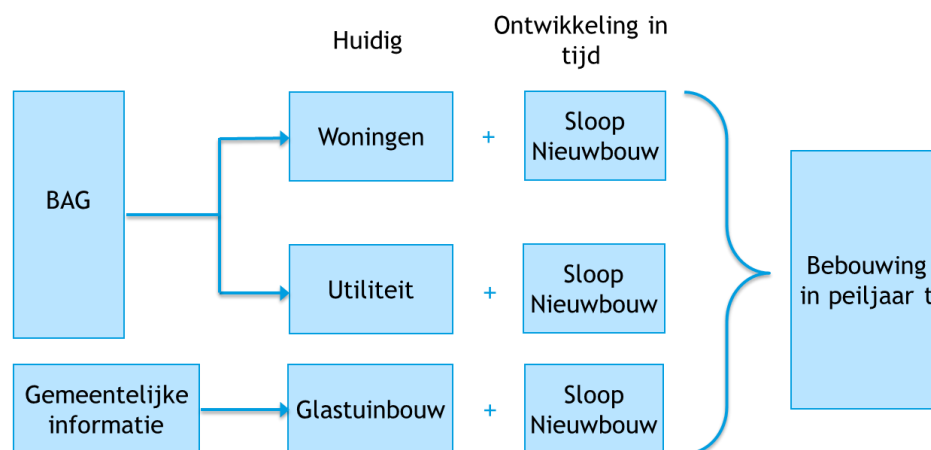 Huidig
Ontwikkeling in
tijd
BAG
Woningen
+
Sloop
Nieuwbouw
Utiliteit
+
Sloop
Nieuwbouw
Bebouwing
in peiljaar t
Gemeentelijke
informatie
Glastuinbouw
+
Sloop
Nieuwbouw